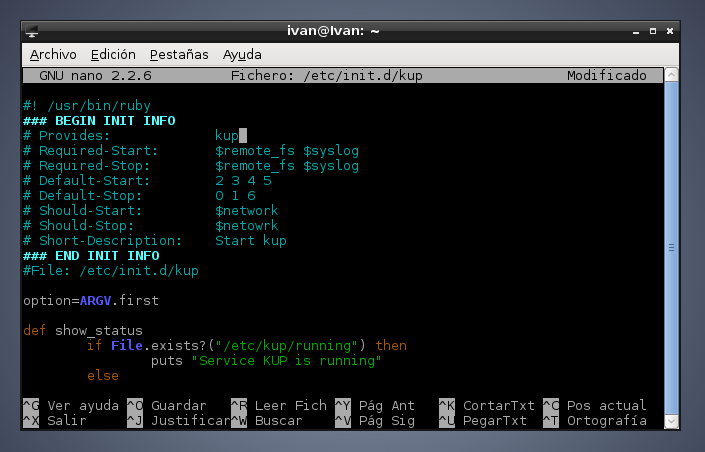 ivan@Ivan: ~
Archivo Edición Pestañas Ayuda
GNU nano 2.2.6 Fichero: /etc/init.d/kup Modificado
#! /usr/bin/ruby
### BEGIN INIT INFO
# Provides: kup
# Required-Start: $remote_fs $syslog
# Required-Stop: $remote_fs $syslog
# Default-Start: 2 3 4 5
# Default-Stop: 0 1 6
# Should-Start: $network
# Should-Stop: $netowrk
# Short-Description: Start kup
### END INIT INFO
#File: /etc/init.d/kup
option=ARGV.first
def show_status
if File.exists?("/etc/kup/running") then
puts "Service KUP is running"
else
^G Ver ayuda ^O Guardar ^R Leer Fich ^Y Pág Ant ^K CortarTxt ^C Pos actual
^X Salir ^J Justificar ^W Buscar ^V Pág Sig ^U PegarTxt ^T Ortografía